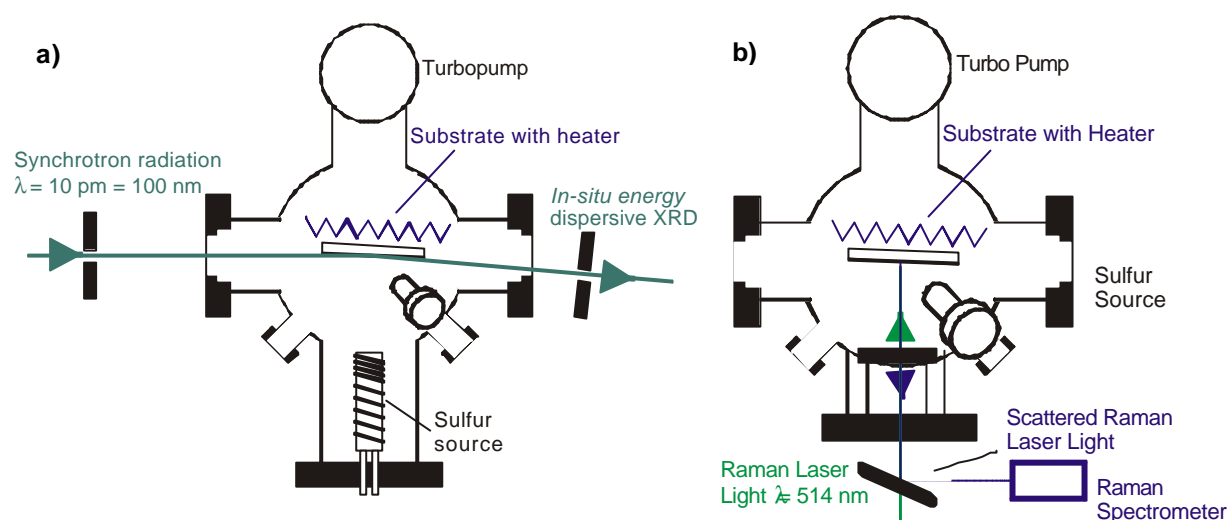 a)
Turbopump
Substrate with heater
Synchrotron radiation
λ = 10 pm = 100 nm
In-situ energy
dispersive XRD
Sulfur
source
b)
Turbo Pump
Substrate with Heater
Sulfur
Source
Scattered Raman
Laser Light
Raman Laser
Light λ = 514 nm
Raman
Spectrometer